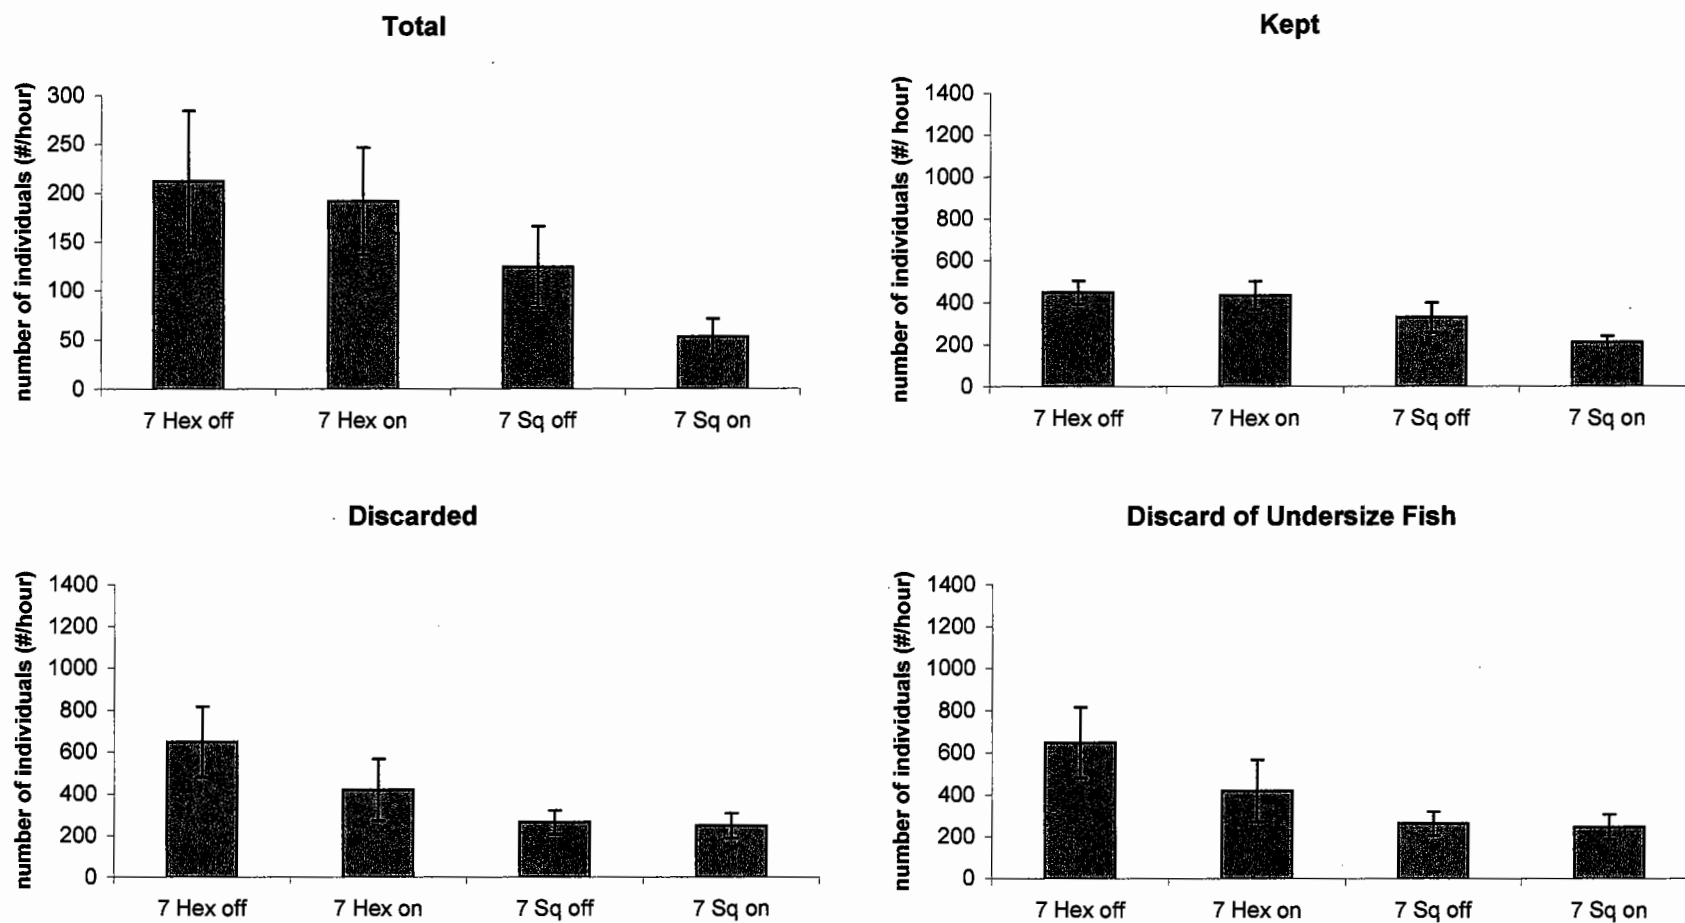 Total
number of individuals (#/hour)
300
250
200
150
100
50
0
7 Hex off 7 Hex on 7 Sq off 7 Sq on
Kept
number of individuals (#/ hour)
1400
1200
1000
800
600
400
200
0
7 Hex off 7 Hex on 7 Sq off 7 Sq on
Discarded
number of individuals (#/hour)
1400
1200
1000
800
600
400
200
0
7 Hex off 7 Hex on 7 Sq off 7 Sq on
Discard of Undersize Fish
number of individuals (#/hour)
1400
1200
1000
800
600
400
200
0
7 Hex off 7 Hex on 7 Sq off 7 Sq on